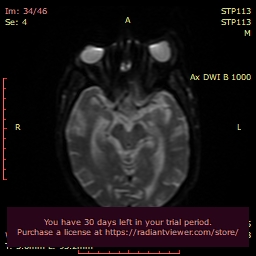 Im: 34/46
Se: 4
A
STP113
STP113
M
Ax DWI B 1000
R
L
You have 30 days left in your trial period.
Purchase a license at https://radiantviewer.com/store/